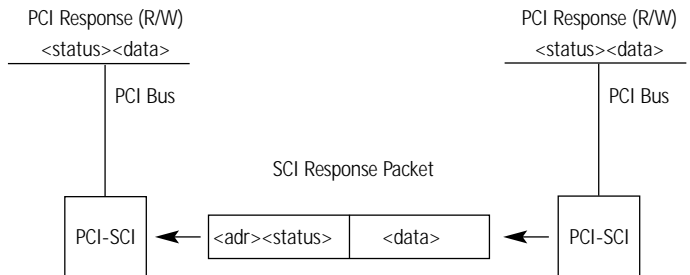 PCI Response (R/W)
<status><data>
PCI Bus
PCI Response (R/W)
<status><data>
PCI Bus
SCI Response Packet
PCI-SCI
<adr><status>
<data>
PCI-SCI